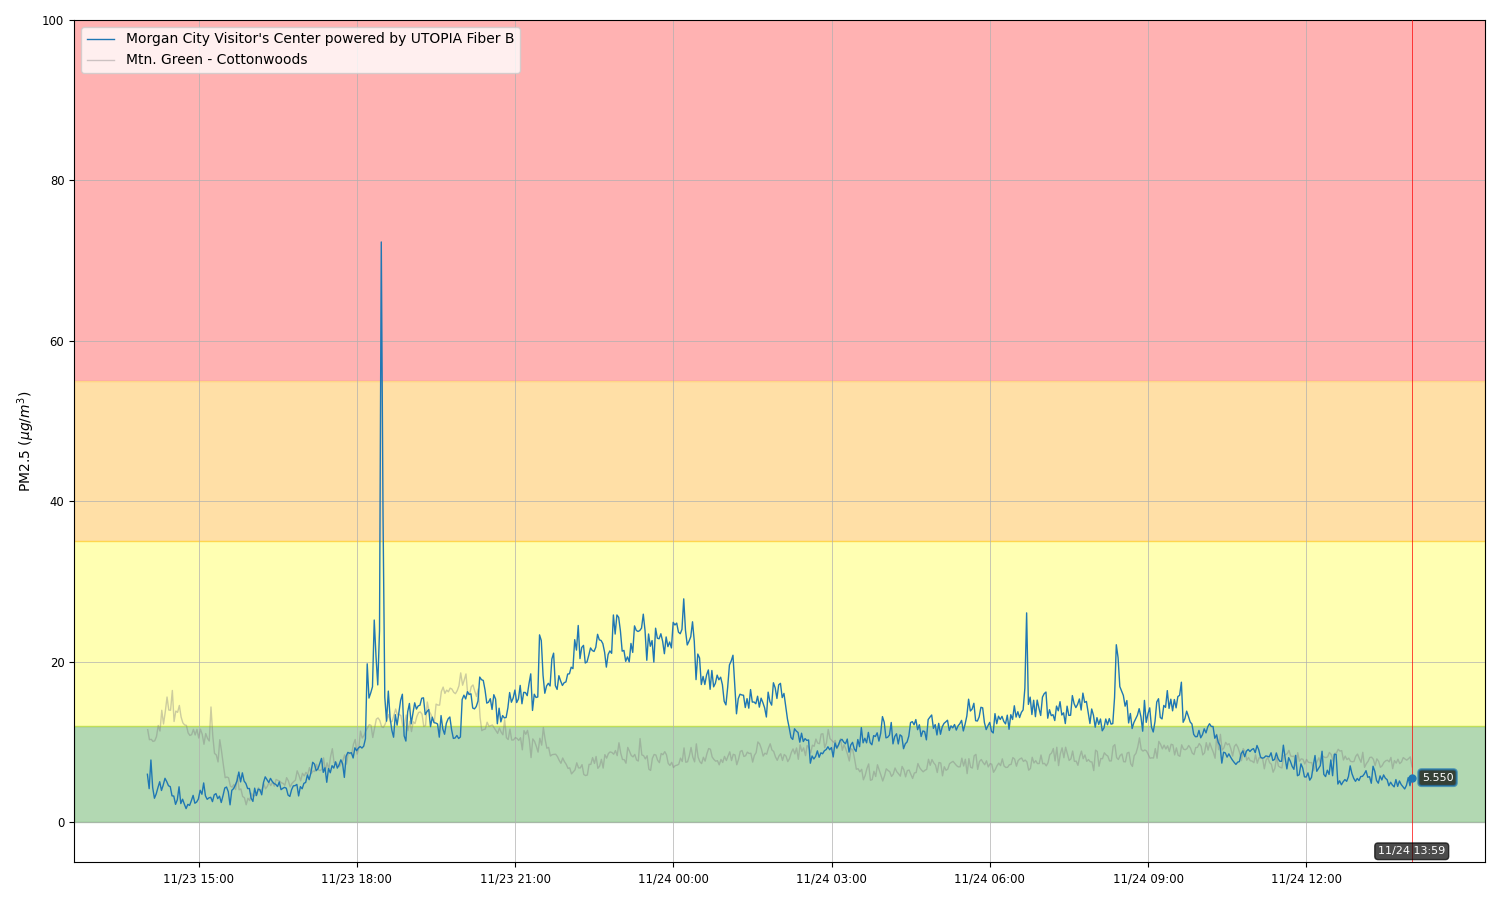 100
Morgan City Visitor's Center powered by UTOPIA Fiber B
Mtn. Green - Cottonwoods
80
60
PM2.5 (μg/m³)
40
20
5.550
0
11/24 13:59
11/23 15:00 11/23 18:00 11/23 21:00 11/24 00:00 11/24 03:00 11/24 06:00 11/24 09:00 11/24 12:00